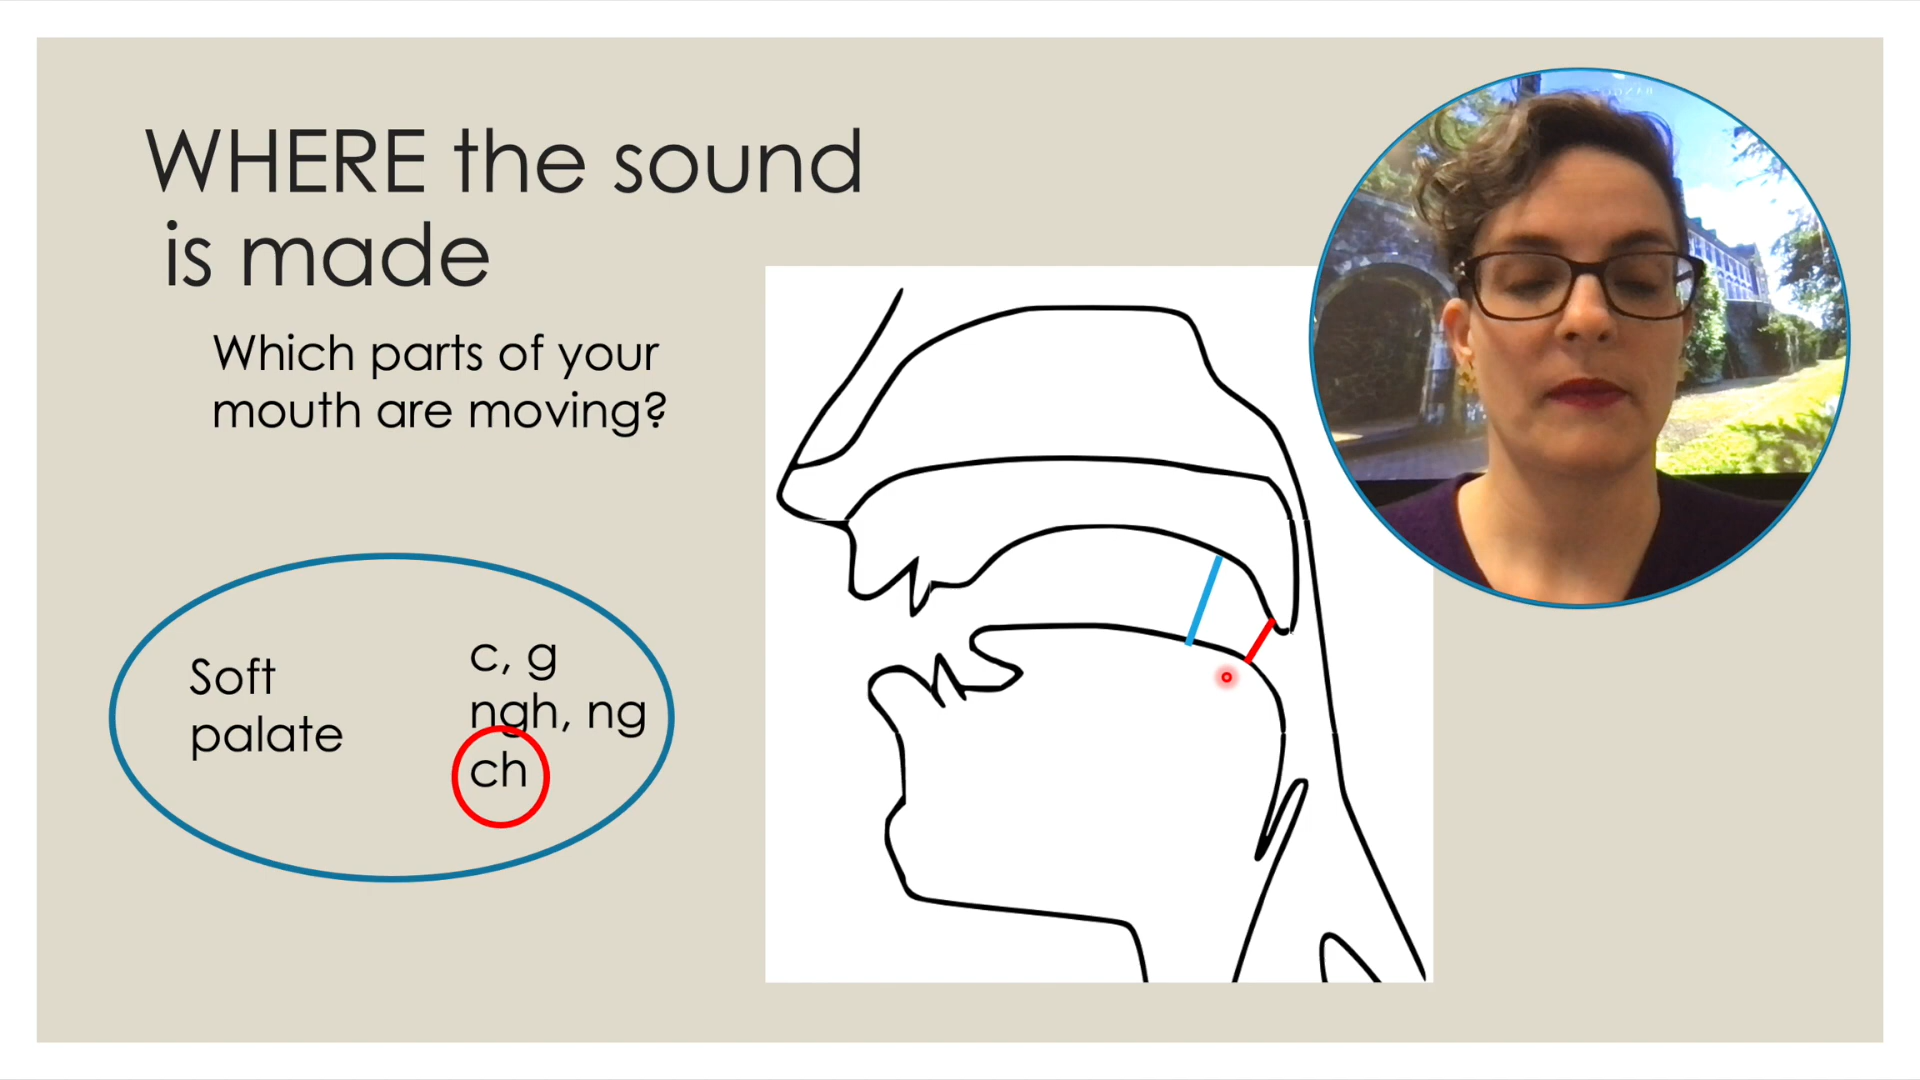 WHERE the sound
is made
Which parts of your
mouth are moving?
Soft
palate
c, g
ngh, ng
ch